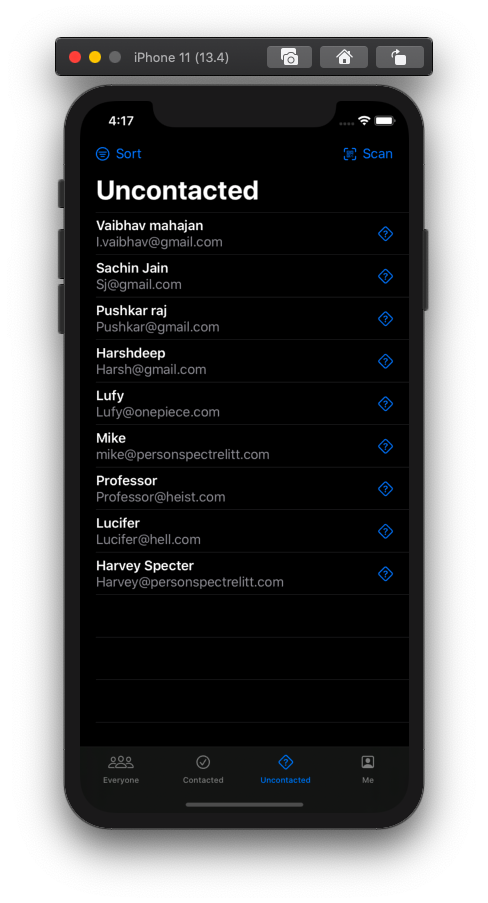 iPhone 11 (13.4)
4:17
Sort
Scan
Uncontacted
Vaibhav mahajan
I.vaibhav@gmail.com
Sachin Jain
Sj@gmail.com
Pushkar raj
Pushkar@gmail.com
Harshdeep
Harsh@gmail.com
Lufy
Lufy@onepiece.com
Mike
mike@personspectrelitt.com
Professor
Professor@heist.com
Lucifer
Lucifer@hell.com
Harvey Specter
Harvey@personspectrelitt.com
Everyone
Contacted
Uncontacted
Me